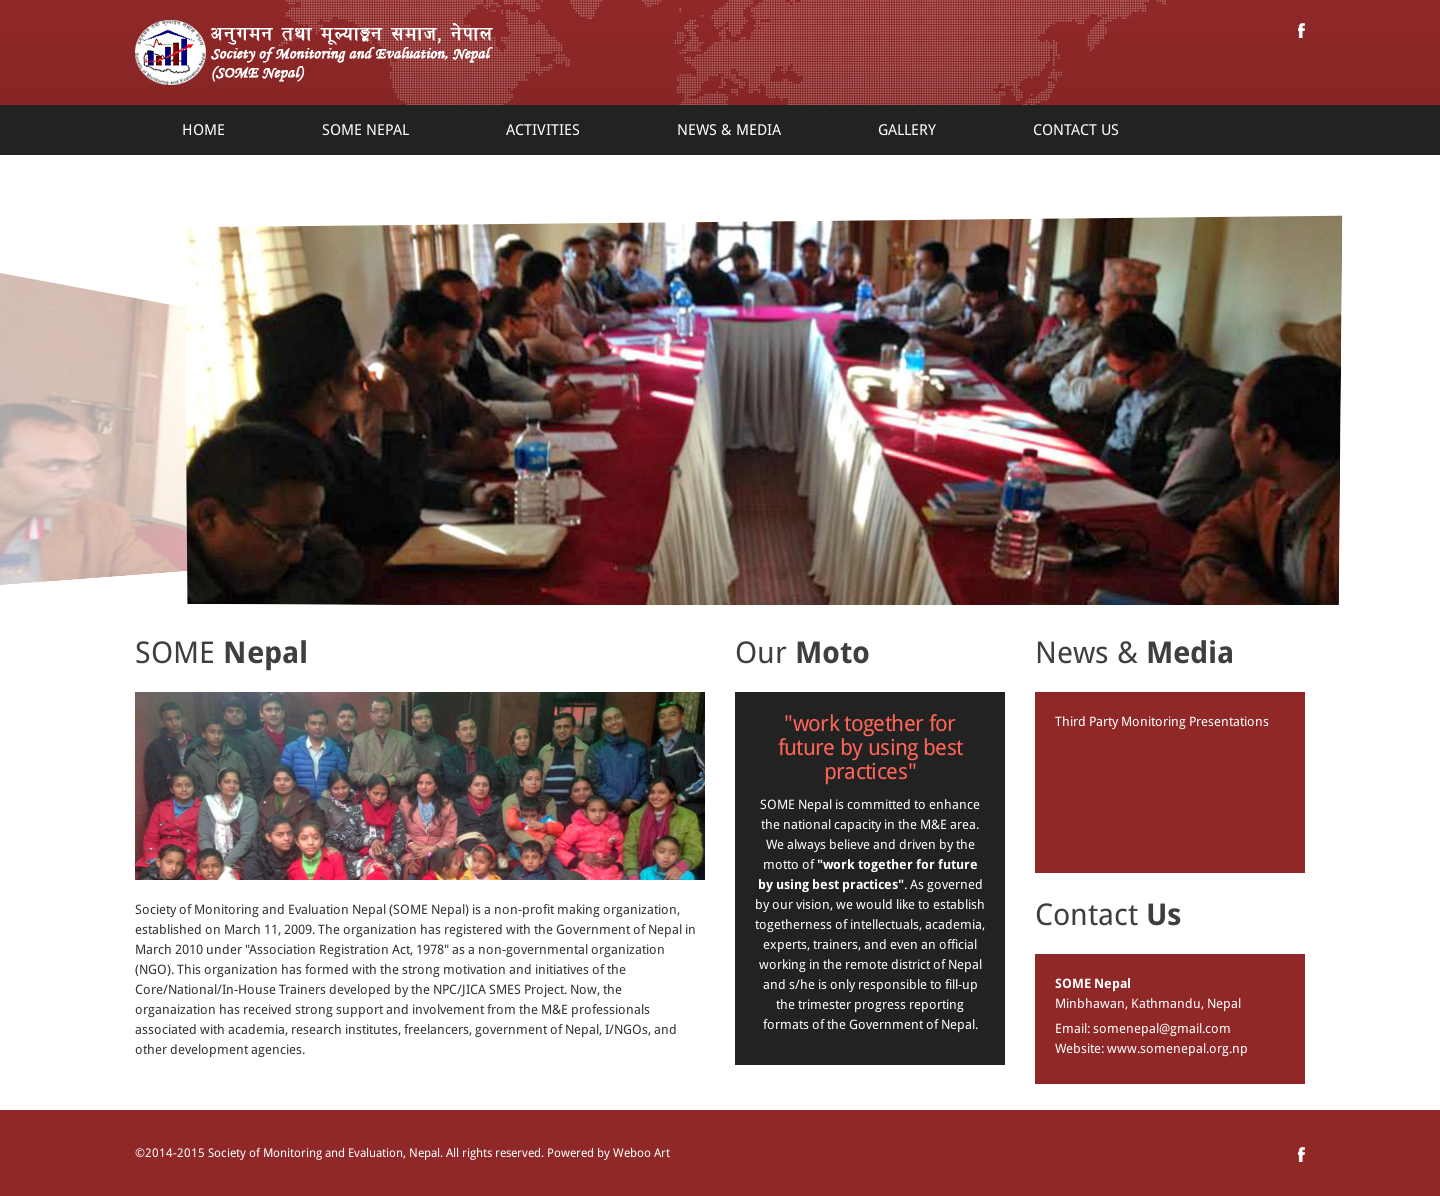 अनुगमन तथा मूल्याङ्कन समाज, नेपाल
Society of Monitoring and Evaluation, Nepal
(SOME Nepal)
HOME
SOME NEPAL
ACTIVITIES
NEWS & MEDIA
GALLERY
CONTACT US
SOME Nepal
Society of Monitoring and Evaluation Nepal (SOME Nepal) is a non-profit making organization,
established on March 11, 2009. The organization has registered with the Government of Nepal in
March 2010 under "Association Registration Act, 1978" as a non-governmental organization
(NGO). This organization has formed with the strong motivation and initiatives of the
Core/National/In-House Trainers developed by the NPC/JICA SMES Project. Now, the
organaization has received strong support and involvement from the M&E professionals
associated with academia, research institutes, freelancers, government of Nepal, I/NGOs, and
other development agencies.
Our Moto
"work together for
future by using best
practices"
SOME Nepal is committed to enhance
the national capacity in the M&E area.
We always believe and driven by the
motto of "work together for future
by using best practices". As governed
by our vision, we would like to establish
togetherness of intellectuals, academia,
experts, trainers, and even an official
working in the remote district of Nepal
and s/he is only responsible to fill-up
the trimester progress reporting
formats of the Government of Nepal.
News & Media
Third Party Monitoring Presentations
Contact Us
SOME Nepal
Minbhawan, Kathmandu, Nepal
Email: somenepal@gmail.com
Website: www.somenepal.org.np
©2014-2015 Society of Monitoring and Evaluation, Nepal. All rights reserved. Powered by Weboo Art